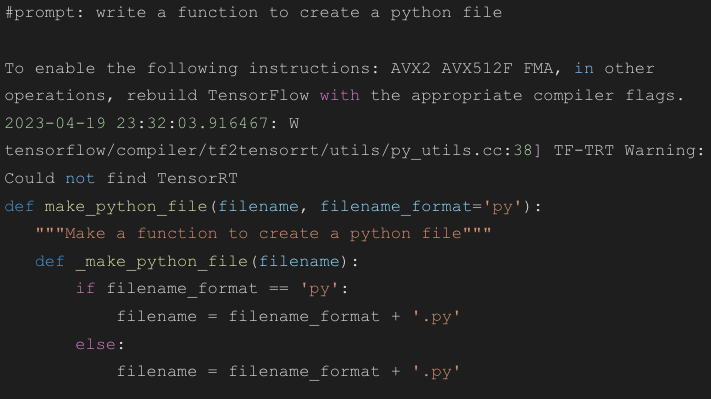 #prompt: write a function to create a python file
To enable the following instructions: AVX2 AVX512F FMA, in other
operations, rebuild TensorFlow with the appropriate compiler flags.
2023-04-19 23:32:03.916467: W
tensorflow/compiler/tf2tensorrt/utils/py_utils.cc:38] TF-TRT Warning:
Could not find TensorRT
def make_python_file(filename, filename_format='py'):
   """Make a function to create a python file"""
   def _make_python_file(filename):
       if filename_format == 'py':
           filename = filename_format + '.py'
       else:
           filename = filename_format + '.py'